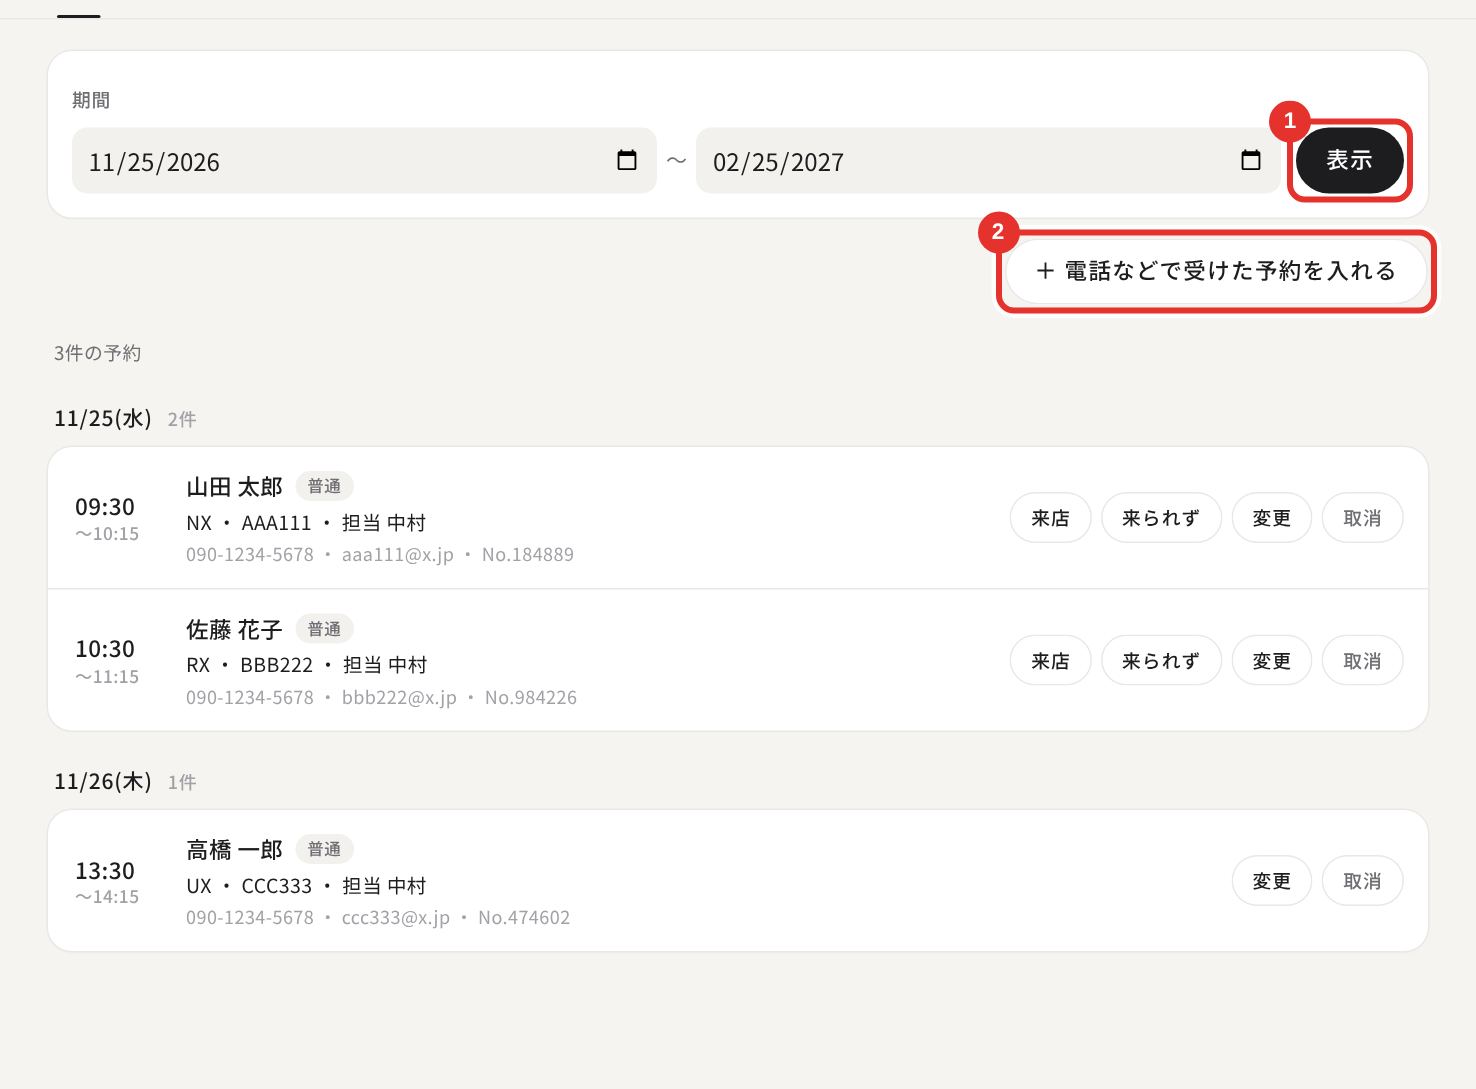 期間
11/25/2026 ～ 02/25/2027 表示
1
2
＋ 電話などで受けた予約を入れる
3件の予約
11/25(水) 2件
09:30
～10:15
山田 太郎 普通
NX ・ AAA111 ・ 担当 中村
090-1234-5678 ・ aaa111@x.jp ・ No.184889
来店 来られず 変更 取消
10:30
～11:15
佐藤 花子 普通
RX ・ BBB222 ・ 担当 中村
090-1234-5678 ・ bbb222@x.jp ・ No.984226
来店 来られず 変更 取消
11/26(木) 1件
13:30
～14:15
高橋 一郎 普通
UX ・ CCC333 ・ 担当 中村
090-1234-5678 ・ ccc333@x.jp ・ No.474602
変更 取消